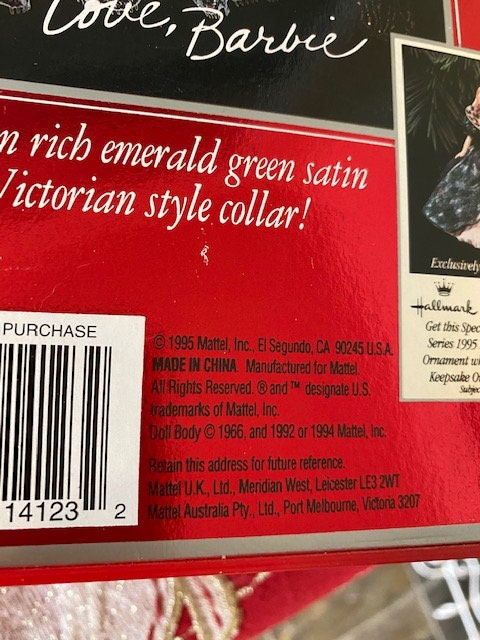 Love, Barbie
n rich emerald green satin
Victorian style collar!
Exclusively
Hallmark
Get this Spec
Series 1995
Ornament w
Keepsake O
Subjec
PURCHASE
14123 2
© 1995 Mattel, Inc., El Segundo, CA 90245 U.S.A.
MADE IN CHINA. Manufactured for Mattel.
All Rights Reserved. ® and ™ designate U.S.
trademarks of Mattel, Inc.
Doll Body © 1966, and 1992 or 1994 Mattel, Inc.
Retain this address for future reference.
Mattel U.K., Ltd., Meridian West, Leicester LE3 2WT
Mattel Australia Pty., Ltd., Port Melbourne, Victoria 3207